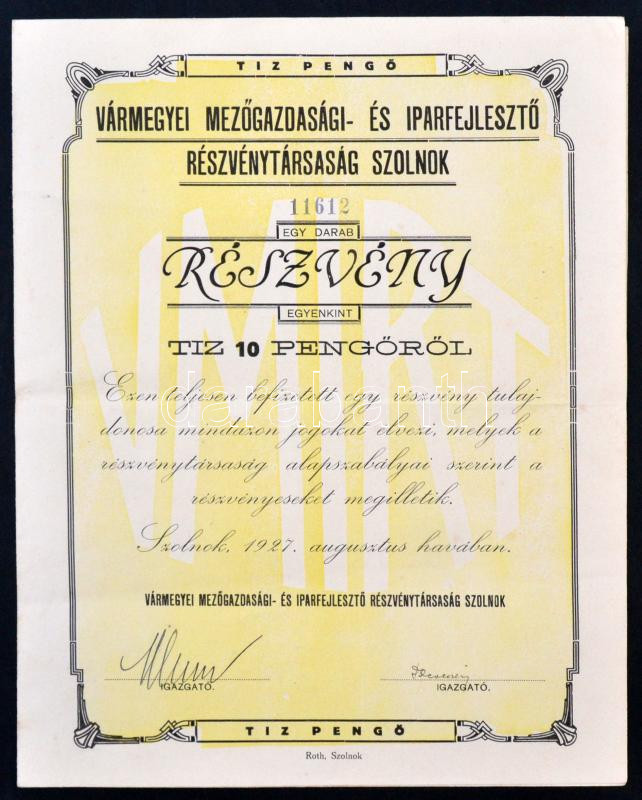 TIZ PENGŐ
VÁRMEGYEI MEZŐGAZDASÁGI- ÉS IPARFEJLESZTŐ
RÉSZVÉNYTÁRSASÁG SZOLNOK
11612
EGY DARAB
RÉSZVÉNY
EGYENKINT
TIZ 10 PENGŐRŐL
Ezen teljesen befizetett egy részvény tulaj-
donosa mindazon jogokat élvezi, melyek a
részvénytársaság alapszabályai szerint a
részvényeseket megilletik.
Szolnok, 1927. augusztus havában.
VÁRMEGYEI MEZŐGAZDASÁGI- ÉS IPARFEJLESZTŐ RÉSZVÉNYTÁRSASÁG SZOLNOK
IGAZGATÓ. IGAZGATÓ.
TIZ PENGŐ
Roth, Szolnok
VMIRT
darabanth